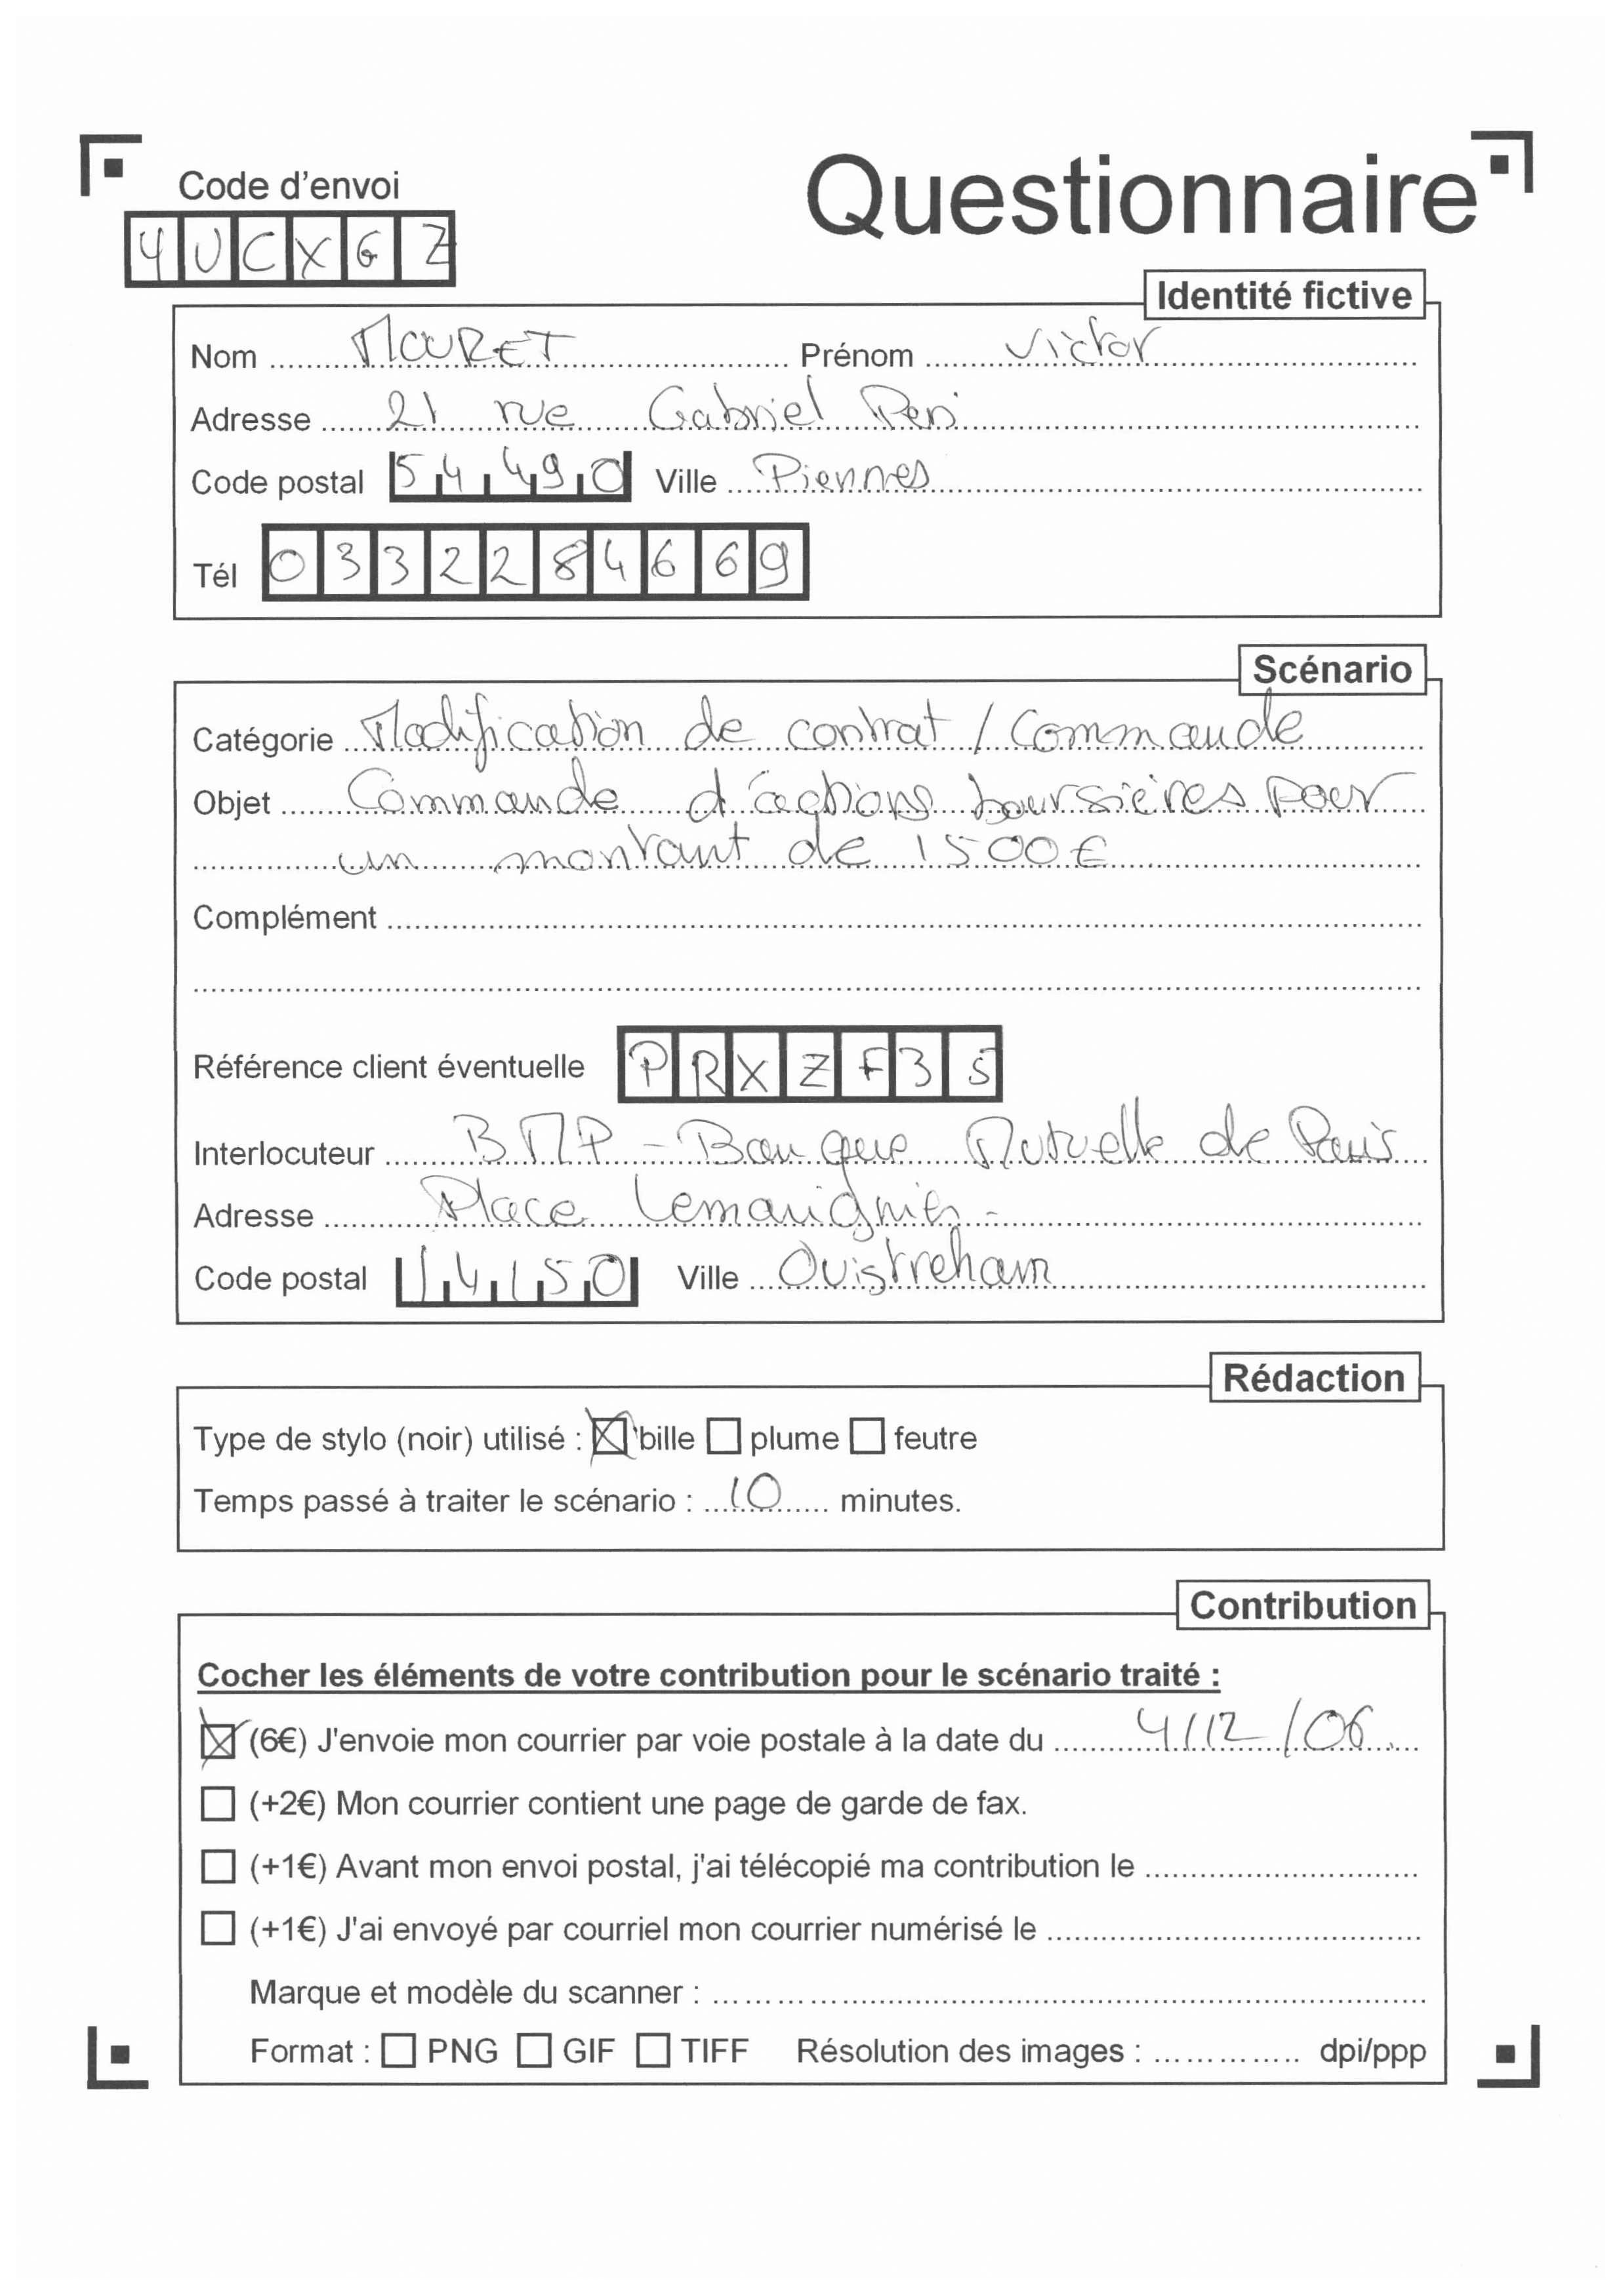 Code d'envoi
Questionnaire
4UCXGZ
Identité fictive
Nom MOURET Prénom Victor
Adresse 21 rue Gabriel Peri
Code postal 54490 Ville Piennes
Tél 0332284669
Scénario
Catégorie Modification de contrat / Commande
Objet Commande d'actions boursières pour
un montant de 1500€
Complément
Référence client éventuelle PRXZF35
Interlocuteur BMP - Banque Mutuelle de Paris
Adresse Place Lemarignier
Code postal 14150 Ville Ouistreham
Rédaction
Type de stylo (noir) utilisé : bille plume feutre
Temps passé à traiter le scénario : 10 minutes.
Contribution
Cocher les éléments de votre contribution pour le scénario traité :
(6€) J'envoie mon courrier par voie postale à la date du 4/12/06
(+2€) Mon courrier contient une page de garde de fax.
(+1€) Avant mon envoi postal, j'ai télécopié ma contribution le
(+1€) J'ai envoyé par courriel mon courrier numérisé le
Marque et modèle du scanner :
Format : PNG GIF TIFF Résolution des images : dpi/ppp